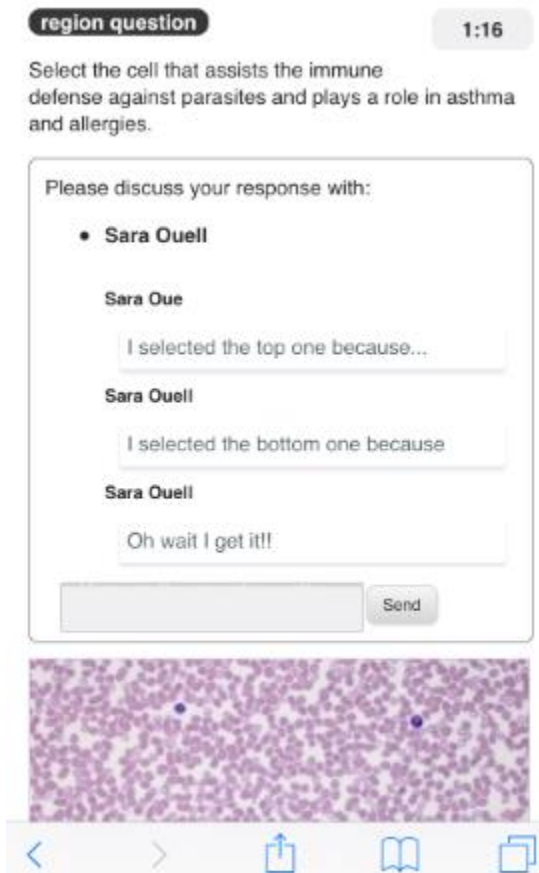 region question
1:16
Select the cell that assists the immune
defense against parasites and plays a role in asthma
and allergies.
Please discuss your response with:
• Sara Ouell
Sara Oue
I selected the top one because...
Sara Ouell
I selected the bottom one because
Sara Ouell
Oh wait I get it!!
Send